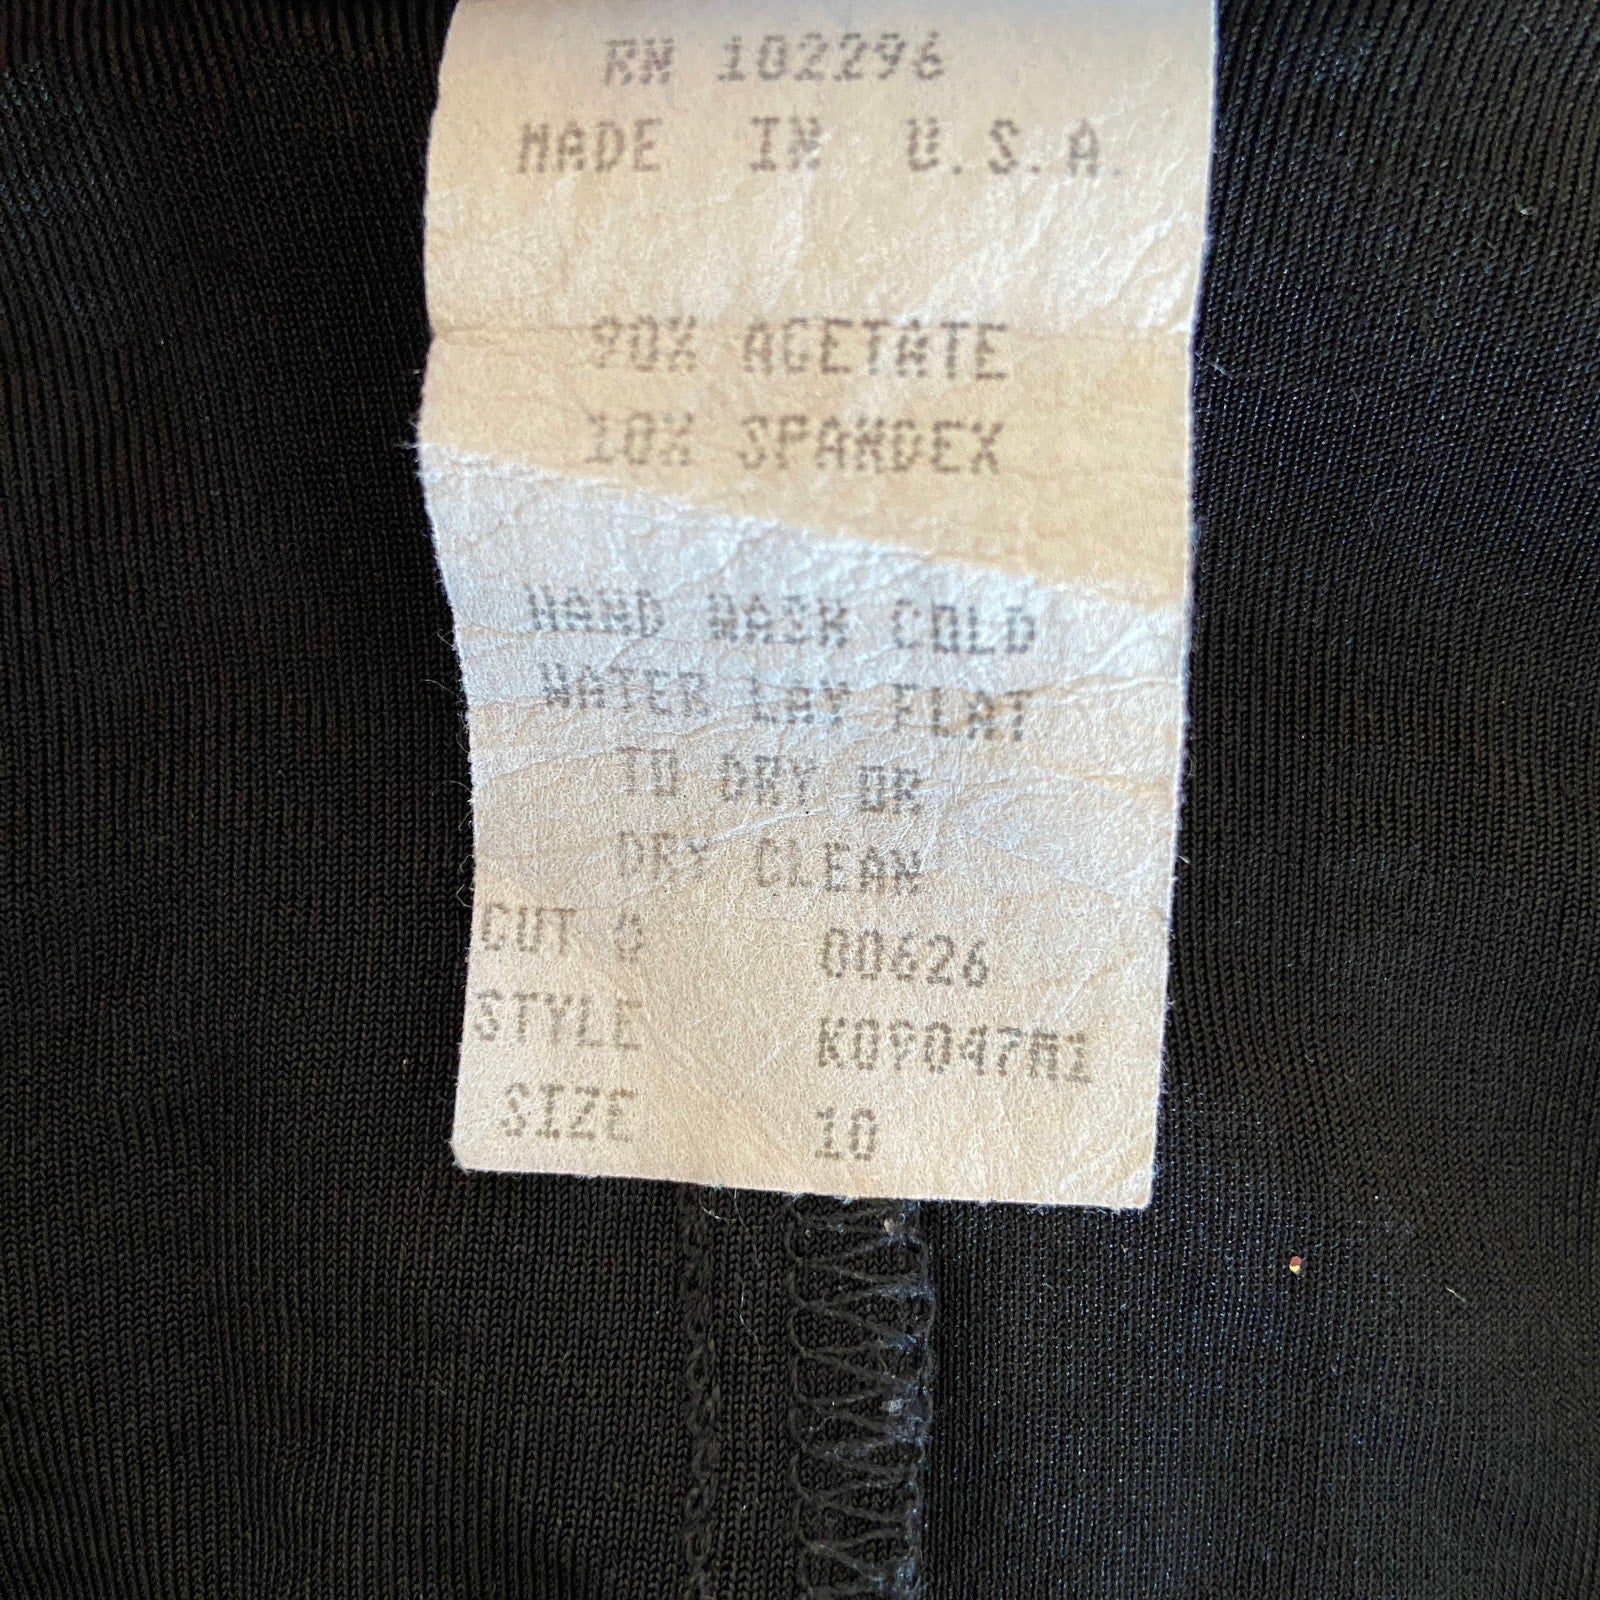 RN 102296
MADE IN U.S.A.
90% ACETATE
10% SPANDEX
HAND WASH COLD
WATER LAY FLAT
TO DRY OR
DRY CLEAN
CUT # 00626
STYLE K09047M1
SIZE 10